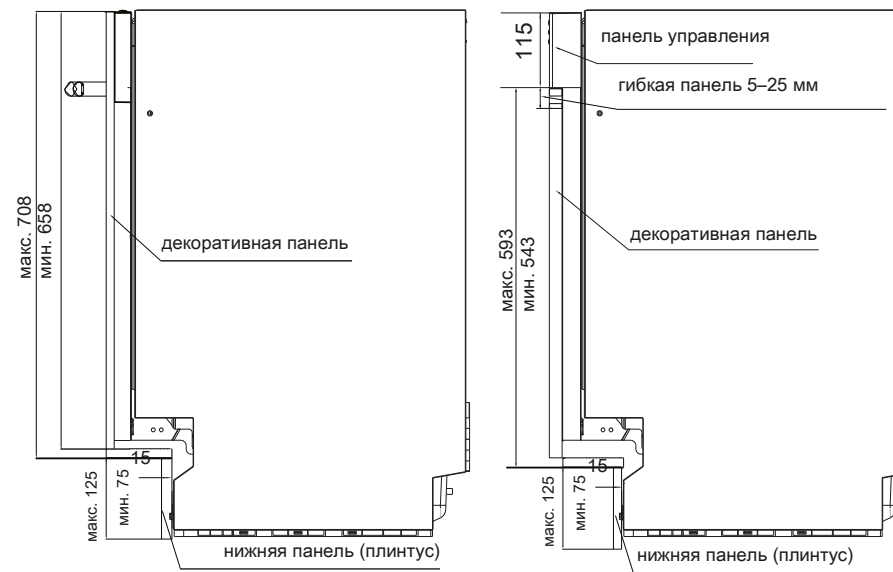 макс. 708
мин. 658
декоративная панель
15
макс. 125
мин. 75
нижняя панель (плинтус)
115
панель управления
гибкая панель 5–25 мм
макс. 593
мин. 543
декоративная панель
15
макс. 125
мин. 75
нижняя панель (плинтус)